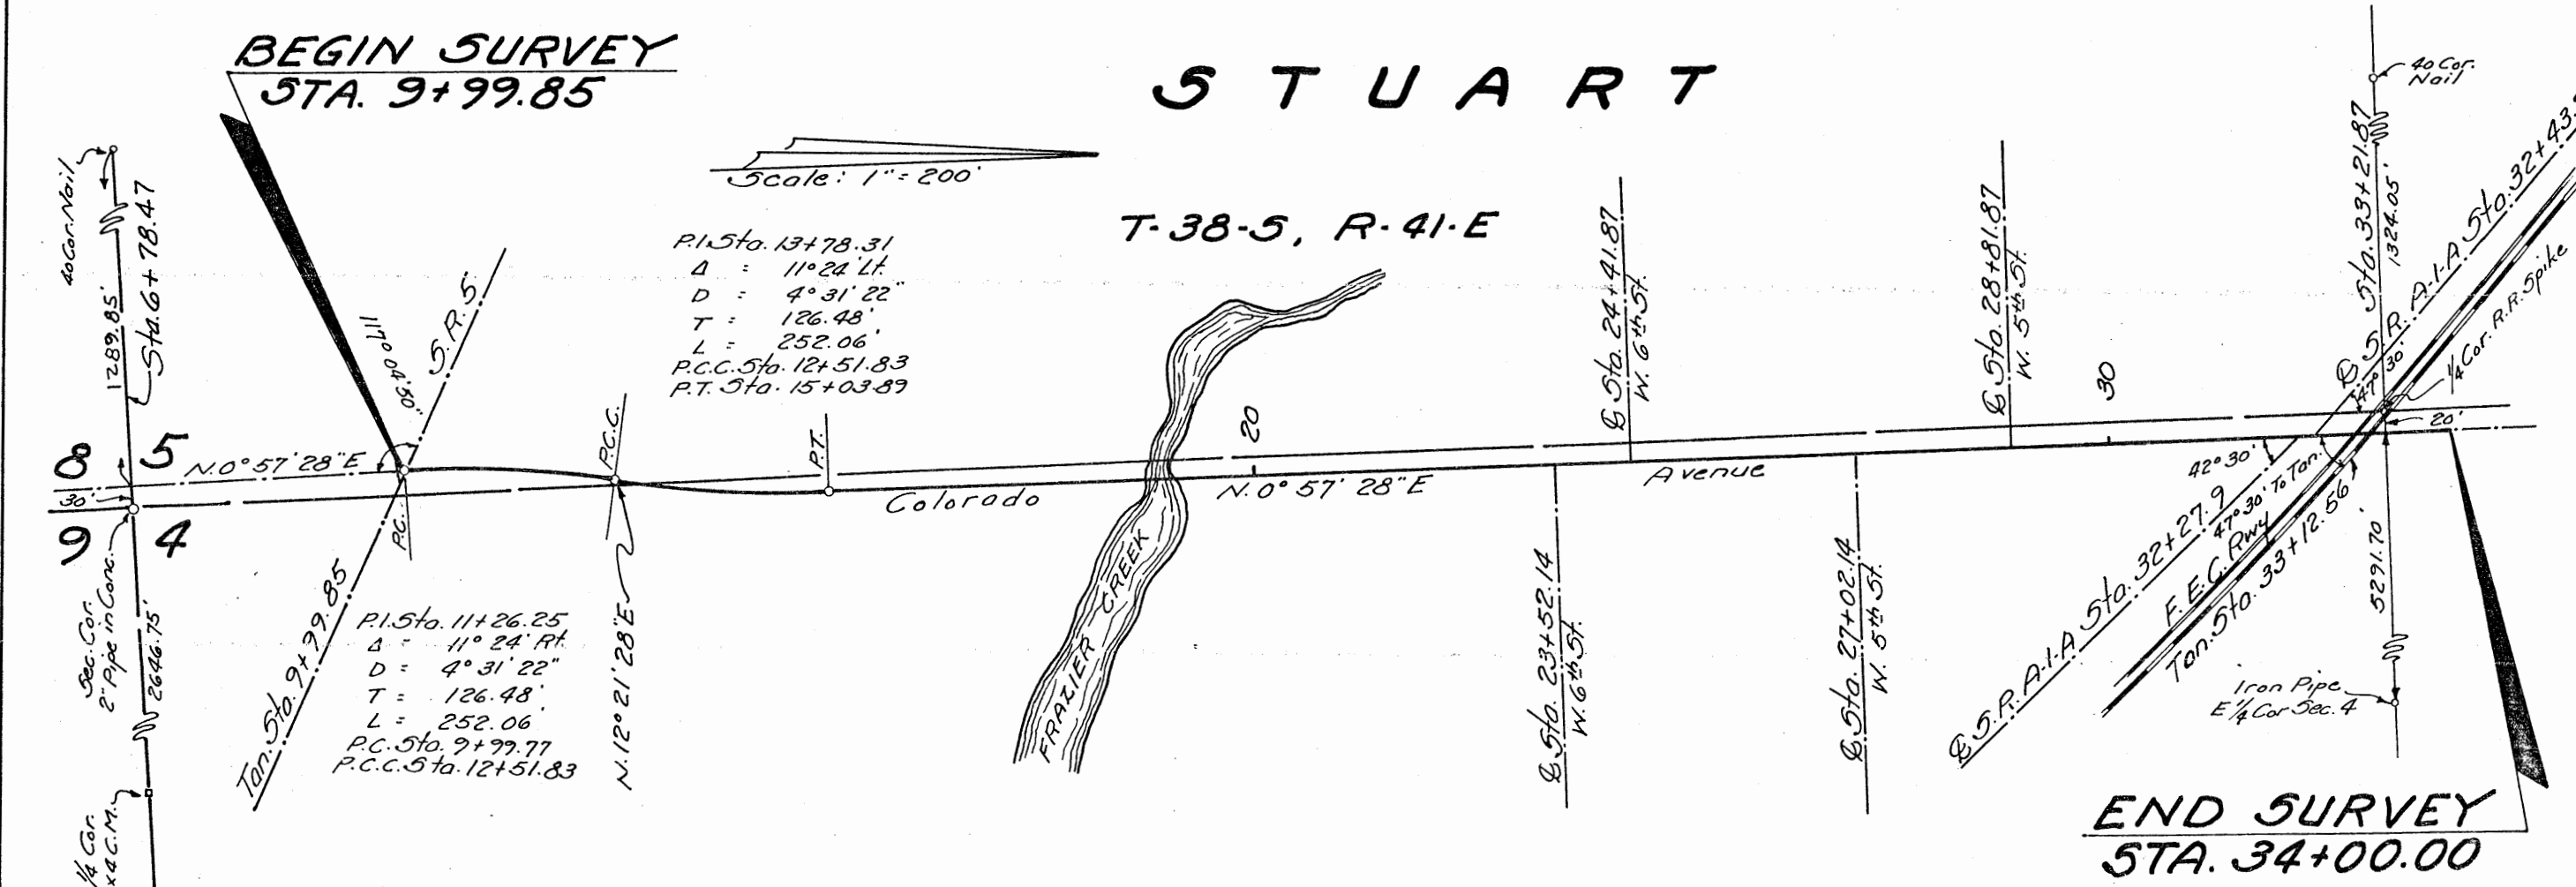 BEGIN SURVEY
STA. 9+99.85
STUART
Scale: 1" = 200'
T-38-S, R-41-E
40 Cor. Nail
1289.85'
Sta. 6+78.47
117°04'50"
S.R. 5
P.I. Sta. 13+78.31
Δ = 11°24' Lt.
D = 4°31'22"
T = 126.48'
L = 252.06'
P.C.C. Sta. 12+51.83
P.T. Sta. 15+03.89
8 5
9 4
30'
N. 0°57'28"E
P.C.
P.C.C.
P.T.
Sec. Cor.
2" Pipe in Conc.
2646.75'
1/4 Cor.
x4 C.M.
Tan. Sta. 9+99.85
P.I. Sta. 11+26.25
Δ = 11°24' Rt.
D = 4°31'22"
T = 126.48'
L = 252.06'
P.C. Sta. 9+99.77
P.C.C. Sta. 12+51.83
N. 12°21'28"E
Colorado
FRAZIER CREEK
20
N. 0°57'28"E
Avenue
℄ Sta. 24+41.87
W. 6th St.
℄ Sta. 28+81.87
W. 5th St.
℄ Sta. 23+52.14
W. 6th St.
℄ Sta. 27+02.14
W. 5th St.
30
40 Cor.
Nail
Sta. 33+21.87
1324.05'
℄ S.R. A-1-A Sta. 32+43.
47°30'
1/4 Cor. R.R. Spike
20'
42°30'
47°30' To Tan.
℄ S.R. A-1-A Sta. 32+27.9
F.E.C. Rwy.
Tan. Sta. 33+12.56
5291.70'
Iron Pipe
E 1/4 Cor Sec. 4
END SURVEY
STA. 34+00.00